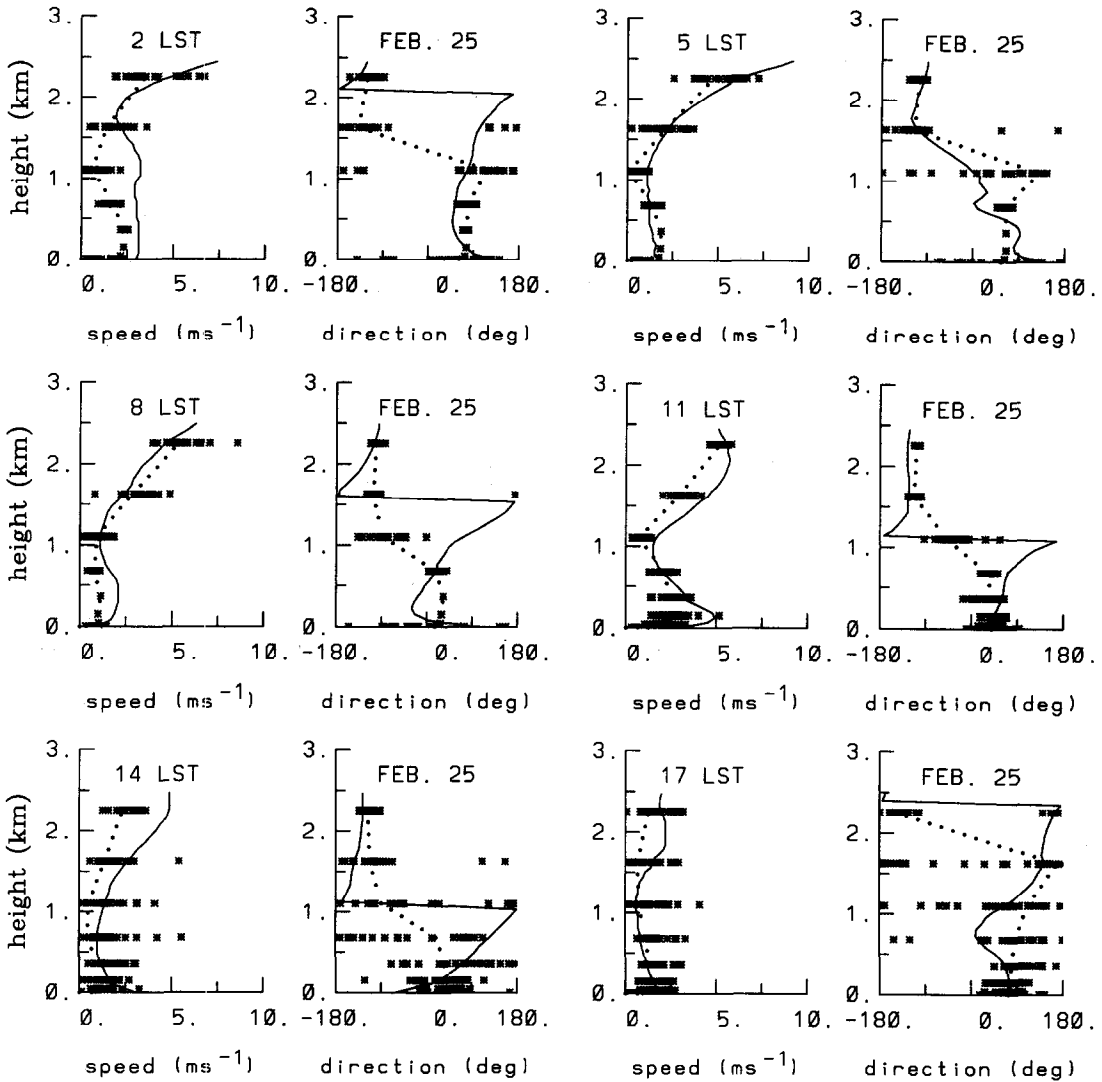 3. 3. 3. 3.
2 LST FEB. 25 5 LST FEB. 25
2. 2. 2. 2.
height (km)
1. 1. 1. 1.
0. 0. 0. 0.
0. 5. 10. -180. 0. 180. 0. 5. 10. -180. 0. 180.
speed (ms⁻¹) direction (deg) speed (ms⁻¹) direction (deg)
3. 3. 3. 3.
8 LST FEB. 25 11 LST FEB. 25
2. 2. 2. 2.
height (km)
1. 1. 1. 1.
0. 0. 0. 0.
0. 5. 10. -180. 0. 180. 0. 5. 10. -180. 0. 180.
speed (ms⁻¹) direction (deg) speed (ms⁻¹) direction (deg)
3. 3. 3. 3.
14 LST FEB. 25 17 LST FEB. 25
2. 2. 2. 2.
height (km)
1. 1. 1. 1.
0. 0. 0. 0.
0. 5. 10. -180. 0. 180. 0. 5. 10. -180. 0. 180.
speed (ms⁻¹) direction (deg) speed (ms⁻¹) direction (deg)